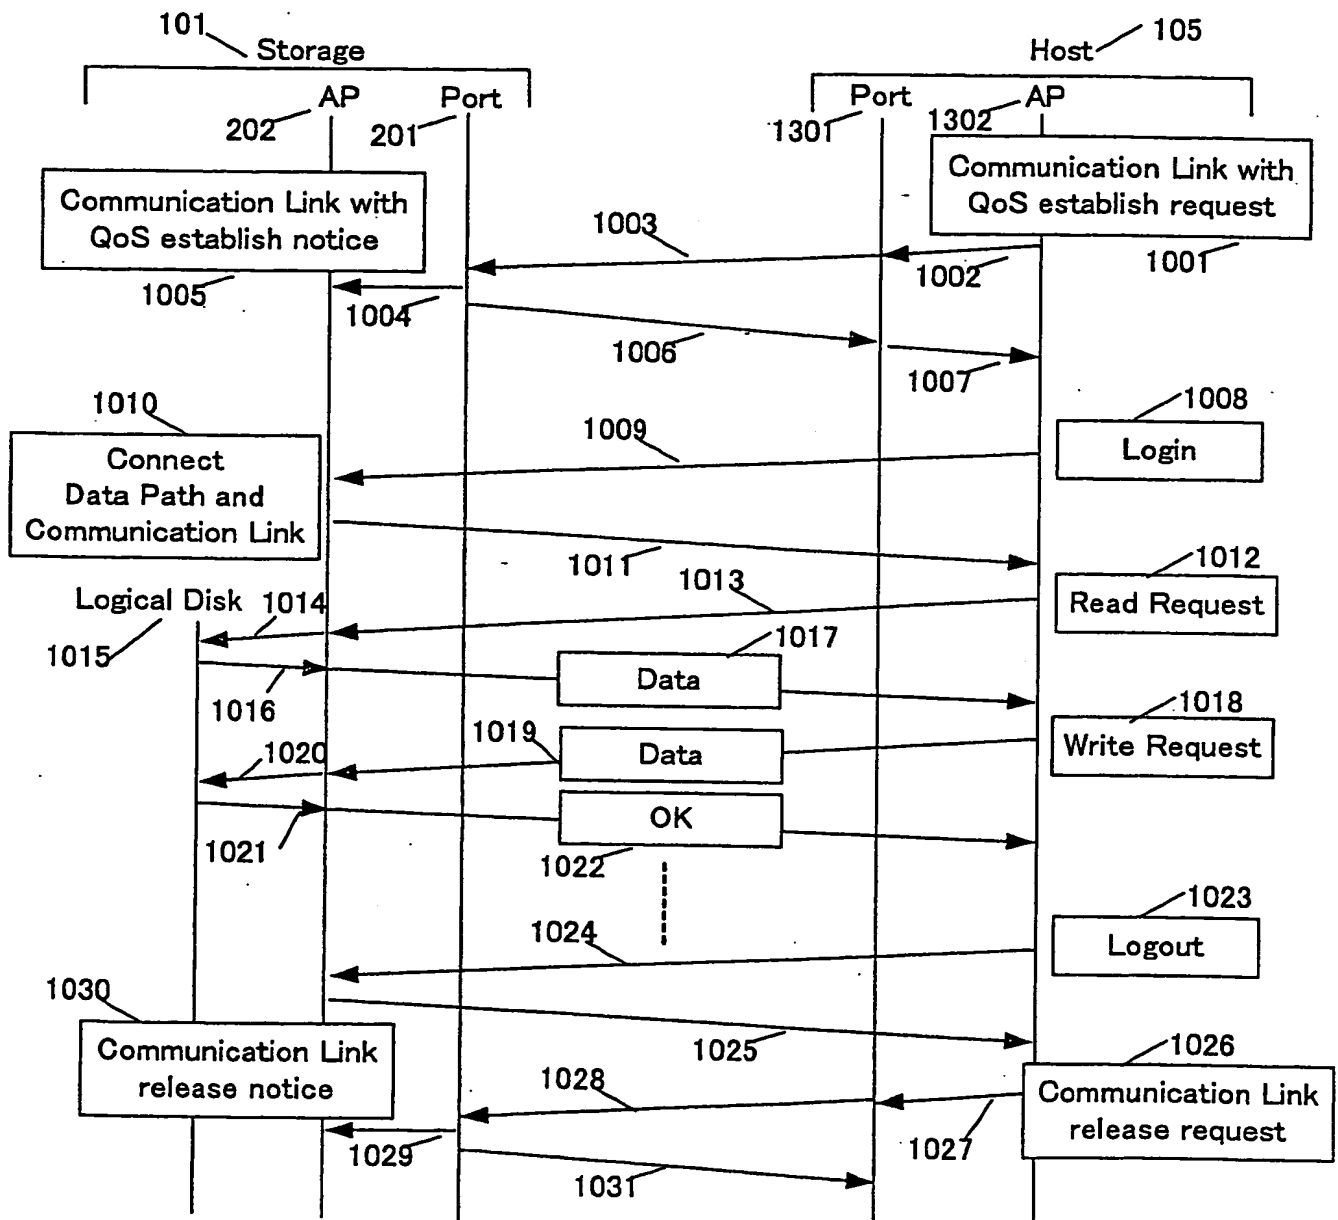 101
Storage
105
Host
AP
Port
Port
AP
202
201
1301
1302
Communication Link with
QoS establish notice
Communication Link with
QoS establish request
1003
1005
1004
1002
1001
1006
1007
1010
1009
1008
Connect
Data Path and
Communication Link
Login
1011
1013
1012
Logical Disk
1014
Read Request
1015
1017
1016
Data
1018
1019
1020
Data
Write Request
OK
1021
1022
1023
1024
Logout
1030
1025
1026
Communication Link
release notice
1028
Communication Link
release request
1029
1027
1031